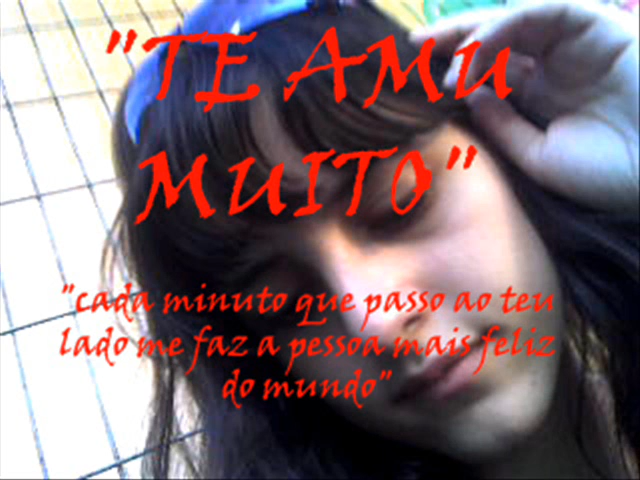 "TE AMU
MUITO"
"cada minuto que passo ao teu
lado me faz a pessoa mais feliz
do mundo"